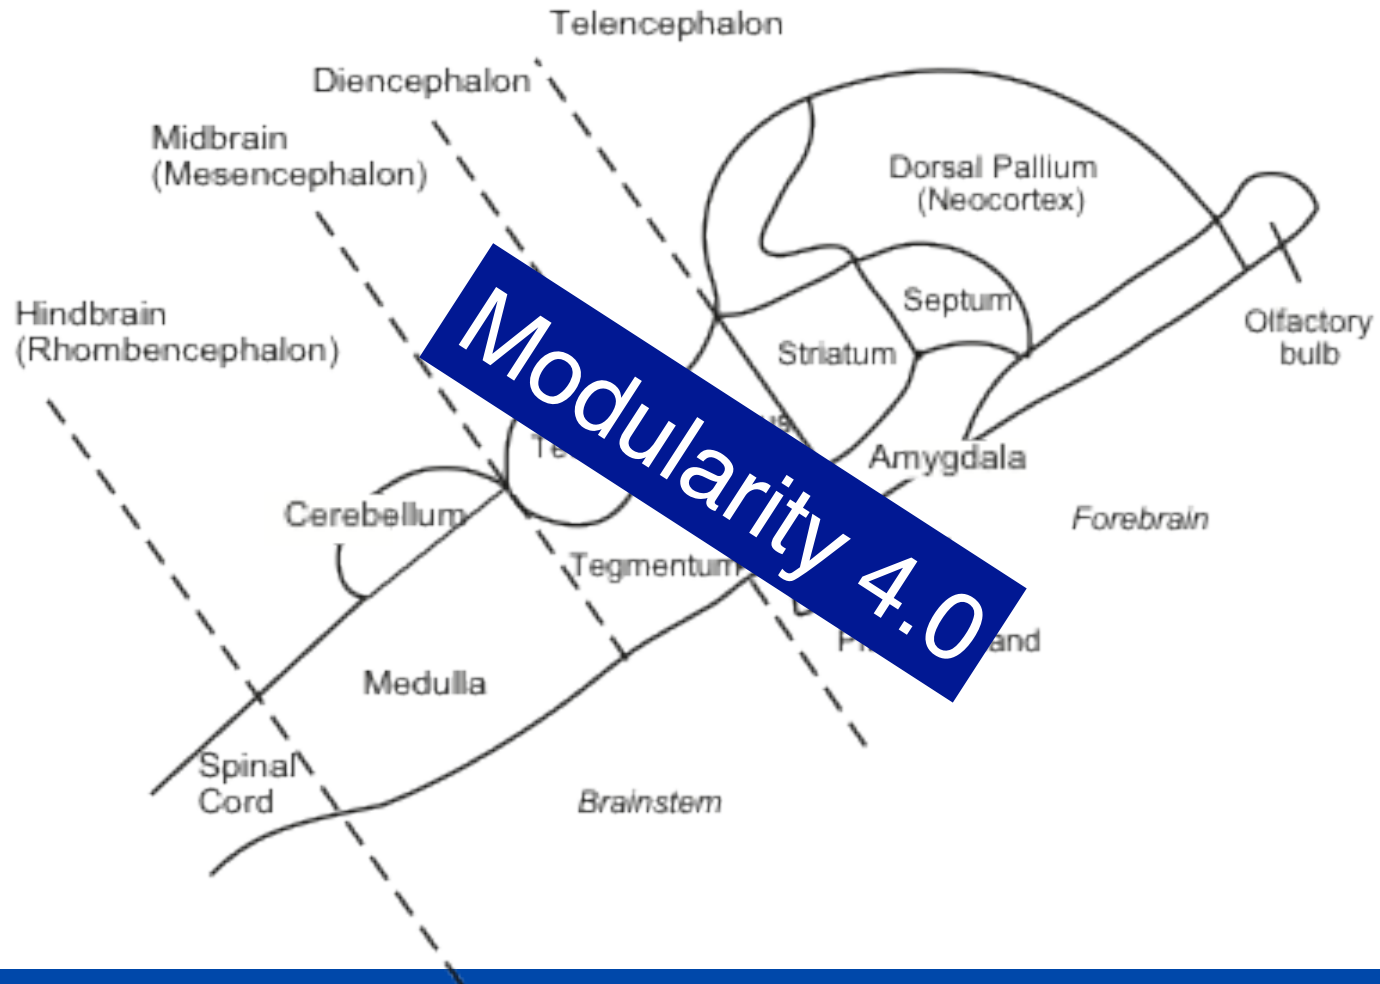 Telencephalon
Diencephalon
Midbrain
(Mesencephalon)
Hindbrain
(Rhombencephalon)
Dorsal Pallium
(Neocortex)
Septum
Striatum
Olfactory
bulb
Modularity 4.0
Amygdala
Cerebellum
Forebrain
Tegmentum
Medulla
Spinal
Cord
Brainstem